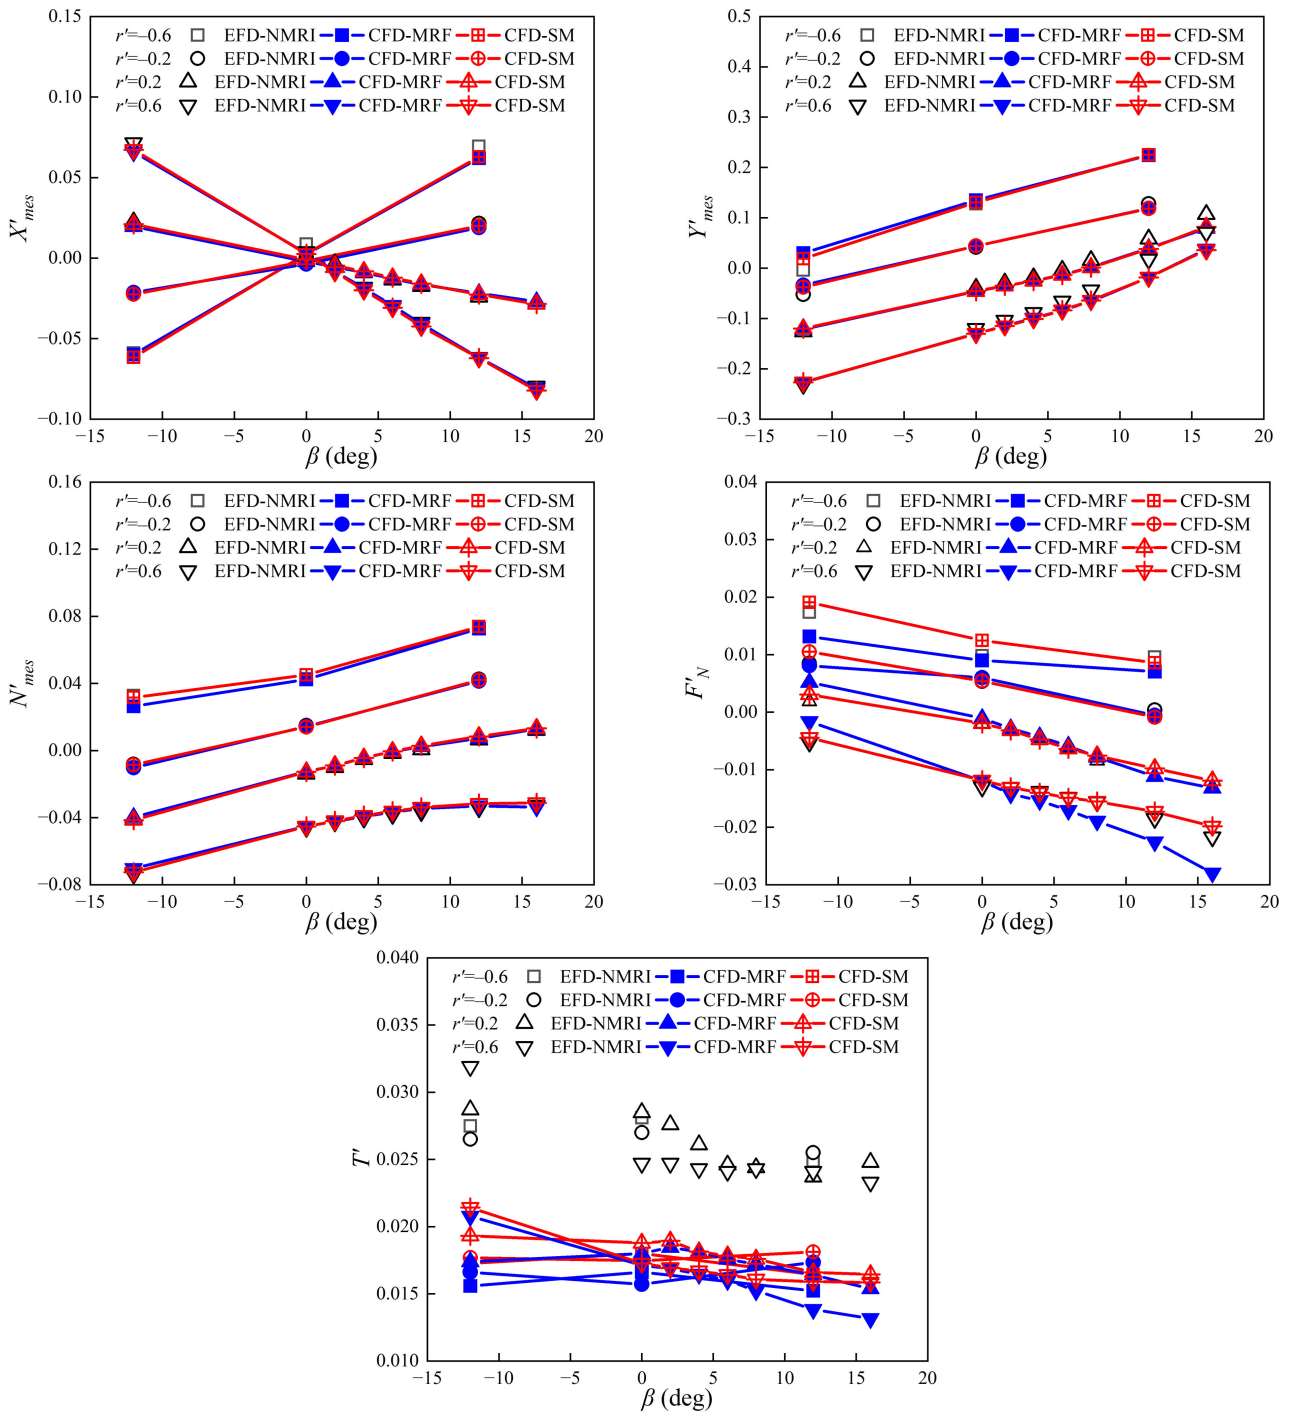 0.15
0.10
0.05
0.00
−0.05
−0.10
X'mes
r'=–0.6 EFD-NMRI CFD-MRF CFD-SM
r'=–0.2 EFD-NMRI CFD-MRF CFD-SM
r'=0.2 EFD-NMRI CFD-MRF CFD-SM
r'=0.6 EFD-NMRI CFD-MRF CFD-SM
−15 −10 −5 0 5 10 15 20
β (deg)
0.5
0.4
0.3
0.2
0.1
0.0
−0.1
−0.2
−0.3
Y'mes
r'=–0.6 EFD-NMRI CFD-MRF CFD-SM
r'=–0.2 EFD-NMRI CFD-MRF CFD-SM
r'=0.2 EFD-NMRI CFD-MRF CFD-SM
r'=0.6 EFD-NMRI CFD-MRF CFD-SM
−15 −10 −5 0 5 10 15 20
β (deg)
0.16
0.12
0.08
0.04
0.00
−0.04
−0.08
N'mes
r'=–0.6 EFD-NMRI CFD-MRF CFD-SM
r'=–0.2 EFD-NMRI CFD-MRF CFD-SM
r'=0.2 EFD-NMRI CFD-MRF CFD-SM
r'=0.6 EFD-NMRI CFD-MRF CFD-SM
−15 −10 −5 0 5 10 15 20
β (deg)
0.04
0.03
0.02
0.01
0.00
−0.01
−0.02
−0.03
F'N
r'=–0.6 EFD-NMRI CFD-MRF CFD-SM
r'=–0.2 EFD-NMRI CFD-MRF CFD-SM
r'=0.2 EFD-NMRI CFD-MRF CFD-SM
r'=0.6 EFD-NMRI CFD-MRF CFD-SM
−15 −10 −5 0 5 10 15 20
β (deg)
0.040
0.035
0.030
0.025
0.020
0.015
0.010
T'
r'=–0.6 EFD-NMRI CFD-MRF CFD-SM
r'=–0.2 EFD-NMRI CFD-MRF CFD-SM
r'=0.2 EFD-NMRI CFD-MRF CFD-SM
r'=0.6 EFD-NMRI CFD-MRF CFD-SM
−15 −10 −5 0 5 10 15 20
β (deg)